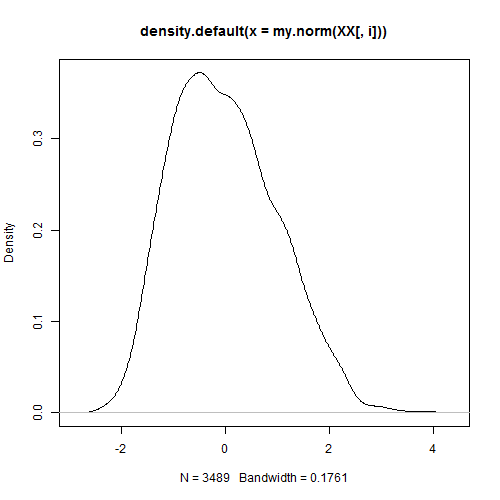 density.default(x = my.norm(XX[, i]))
Density
0.0
0.1
0.2
0.3
-2
0
2
4
N = 3489   Bandwidth = 0.1761